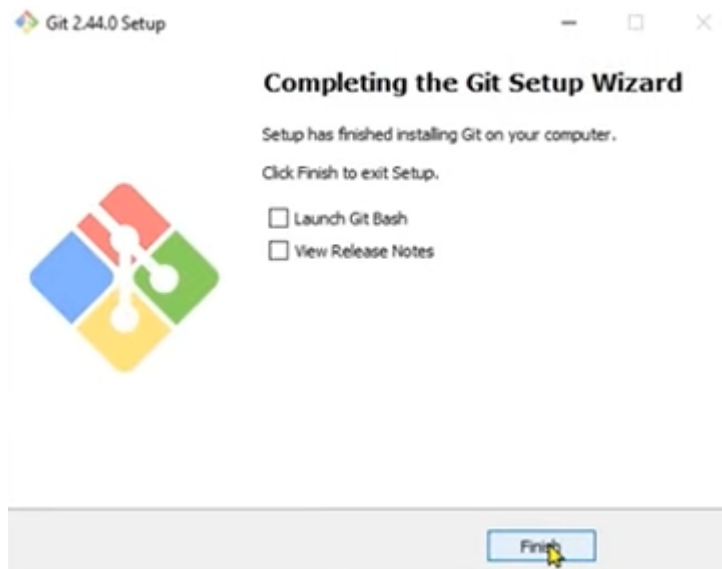 Git 2.44.0 Setup
Completing the Git Setup Wizard
Setup has finished installing Git on your computer.
Click Finish to exit Setup.
Launch Git Bash
View Release Notes
Finish